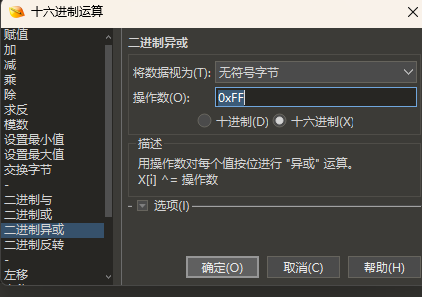 十六进制运算
赋值
加
减
乘
除
求反
模数
设置最小值
设置最大值
交换字节
-
二进制与
二进制或
二进制异或
二进制反转
-
左移
二进制异或
将数据视为(T): 无符号字节
操作数(O): 0xFF
十进制(D) 十六进制(X)
描述
用操作数对每个值按位进行 "异或" 运算。
X[i] ^= 操作数
- 选项(I)
确定(O) 取消(C) 帮助(H)